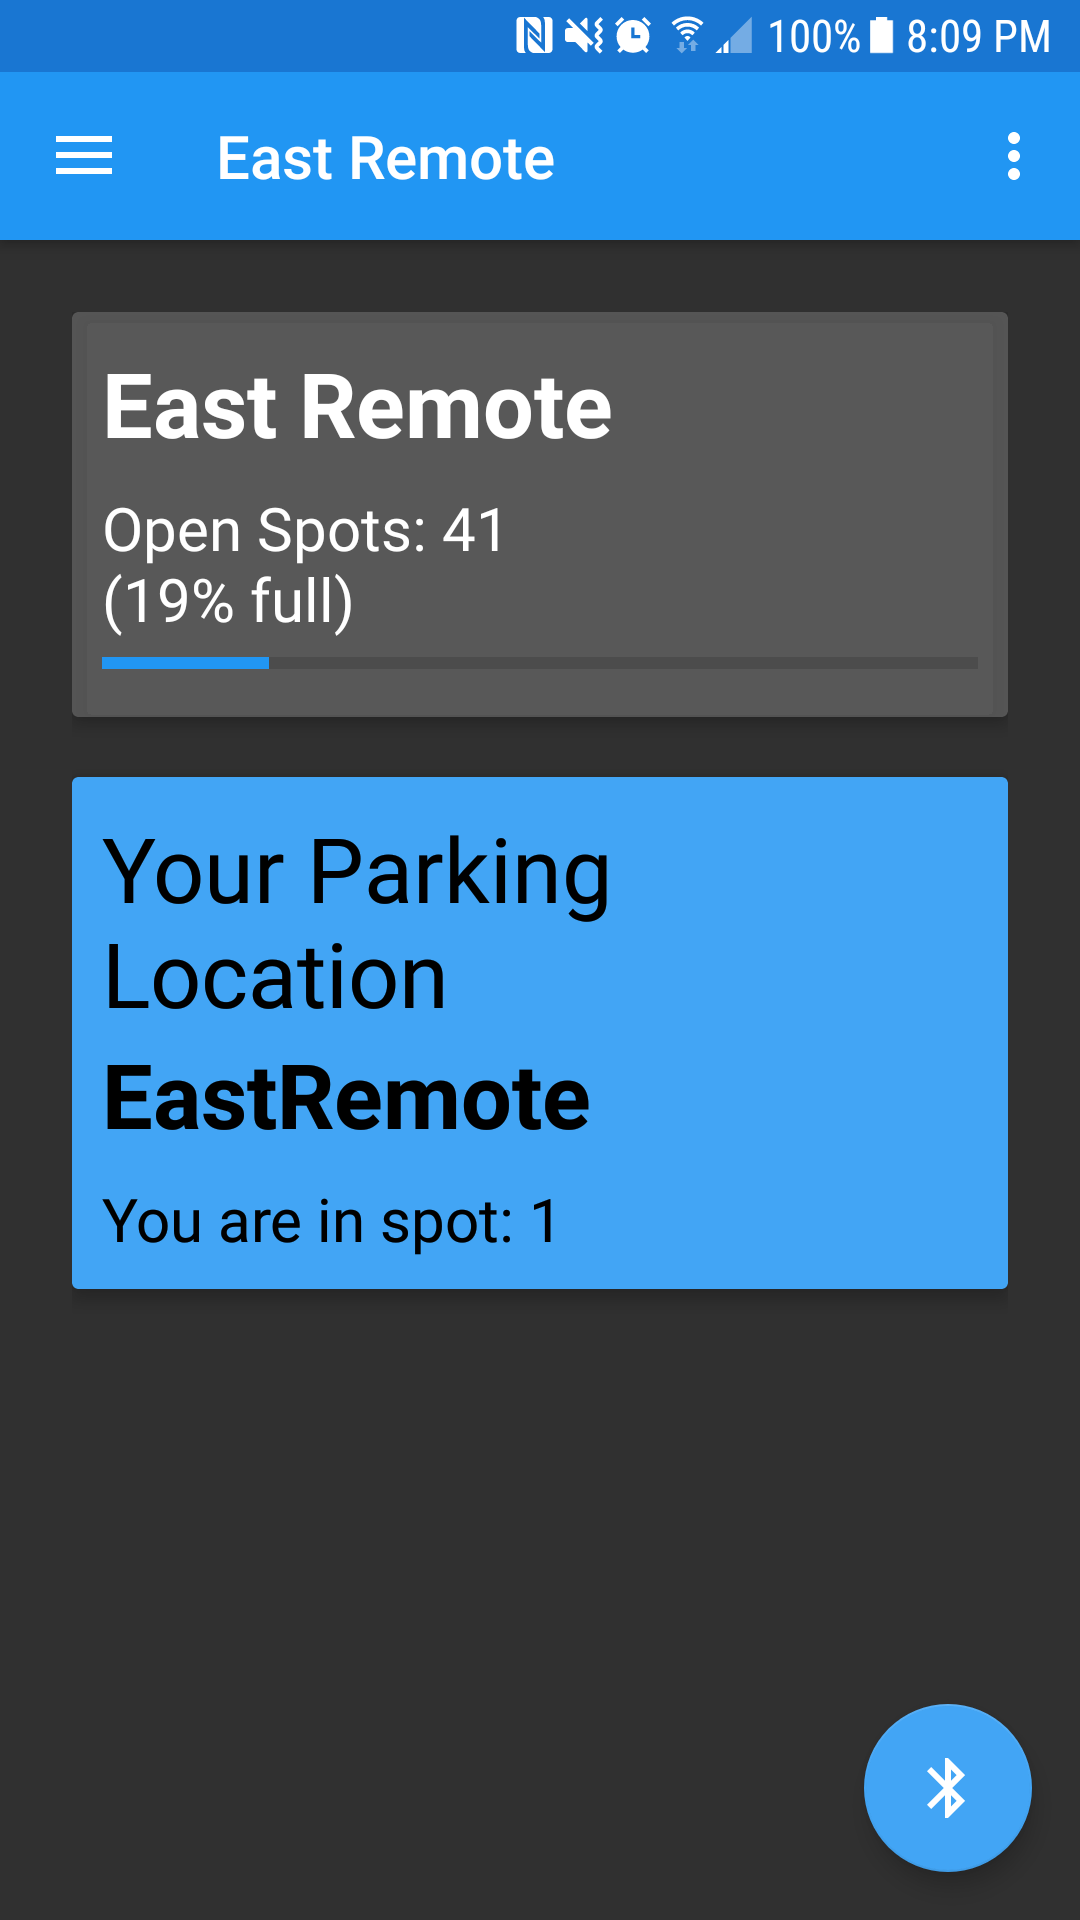 100% 8:09 PM
East Remote
East Remote
Open Spots: 41
(19% full)
Your Parking
Location
EastRemote
You are in spot: 1